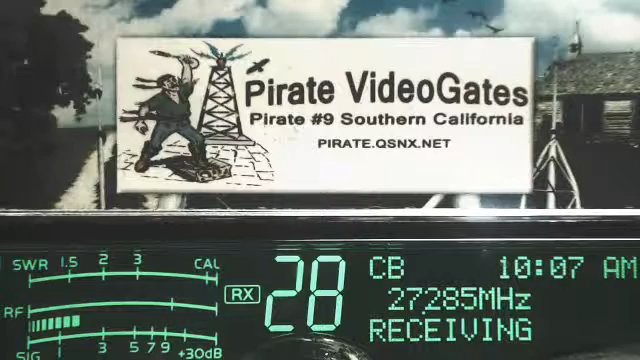 Pirate VideoGates
Pirate #9 Southern California
PIRATE.QSNX.NET
SWR 1.5 2 3 CAL
RX
28
CB
10:07 AM
27285MHz
RF
RECEIVING
SIG 1 3 5 7 9 +30dB